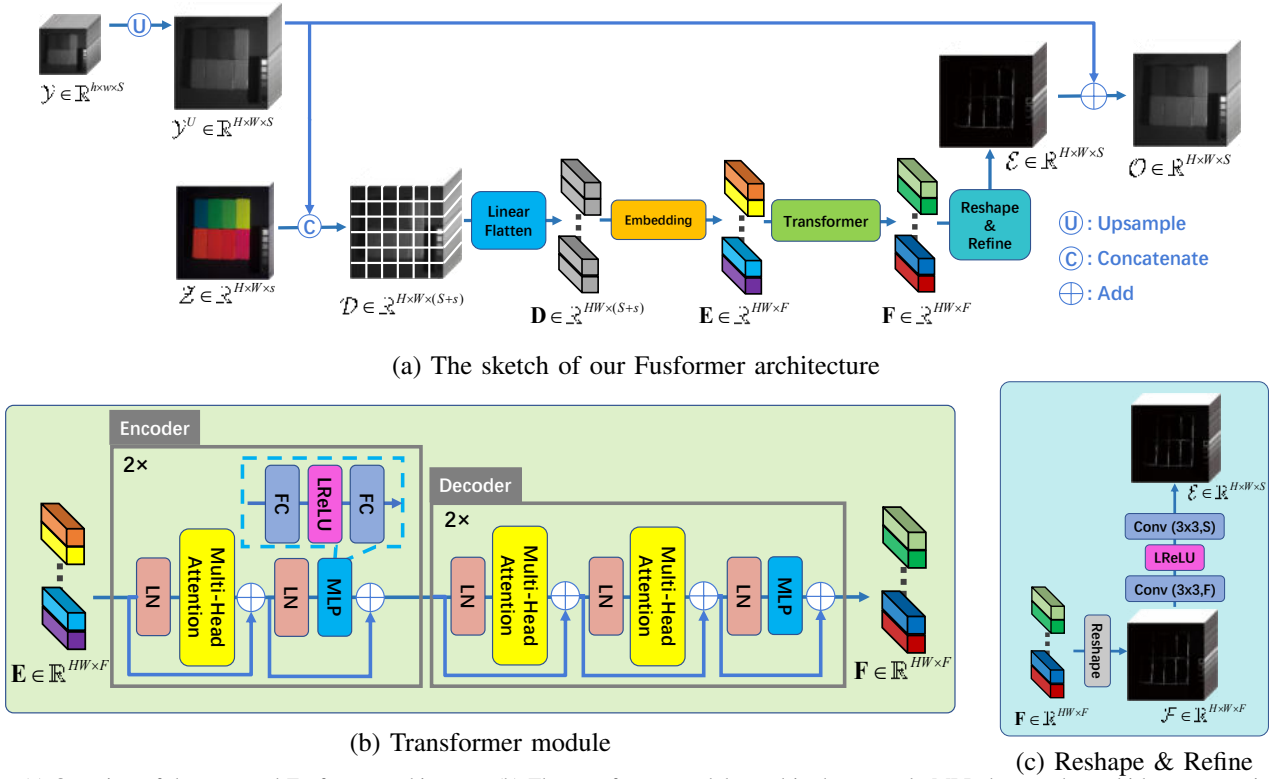 U
𝒴 ∈ ℝ^{h×w×S}
𝒴^U ∈ ℝ^{H×W×S}
𝒵 ∈ ℝ^{H×W×s}
C
𝒟 ∈ ℝ^{H×W×(S+s)}
Linear
Flatten
𝐃 ∈ ℝ^{HW×(S+s)}
Embedding
𝐄 ∈ ℝ^{HW×F}
Transformer
𝐅 ∈ ℝ^{HW×F}
Reshape
&
Refine
ℰ ∈ ℝ^{H×W×S}
𝒪 ∈ ℝ^{H×W×S}
U : Upsample
C : Concatenate
⊕ : Add
(a) The sketch of our Fusformer architecture
Encoder
2×
FC
LReLU
FC
LN
Multi-Head
Attention
LN
MLP
𝐄 ∈ ℝ^{HW×F}
Decoder
2×
LN
Multi-Head
Attention
LN
Multi-Head
Attention
LN
MLP
𝐅 ∈ ℝ^{HW×F}
(b) Transformer module
ℰ ∈ ℝ^{H×W×S}
Conv (3x3,S)
LReLU
Conv (3x3,F)
Reshape
𝐅 ∈ ℝ^{HW×F}
ℱ ∈ ℝ^{H×W×F}
(c) Reshape & Refine